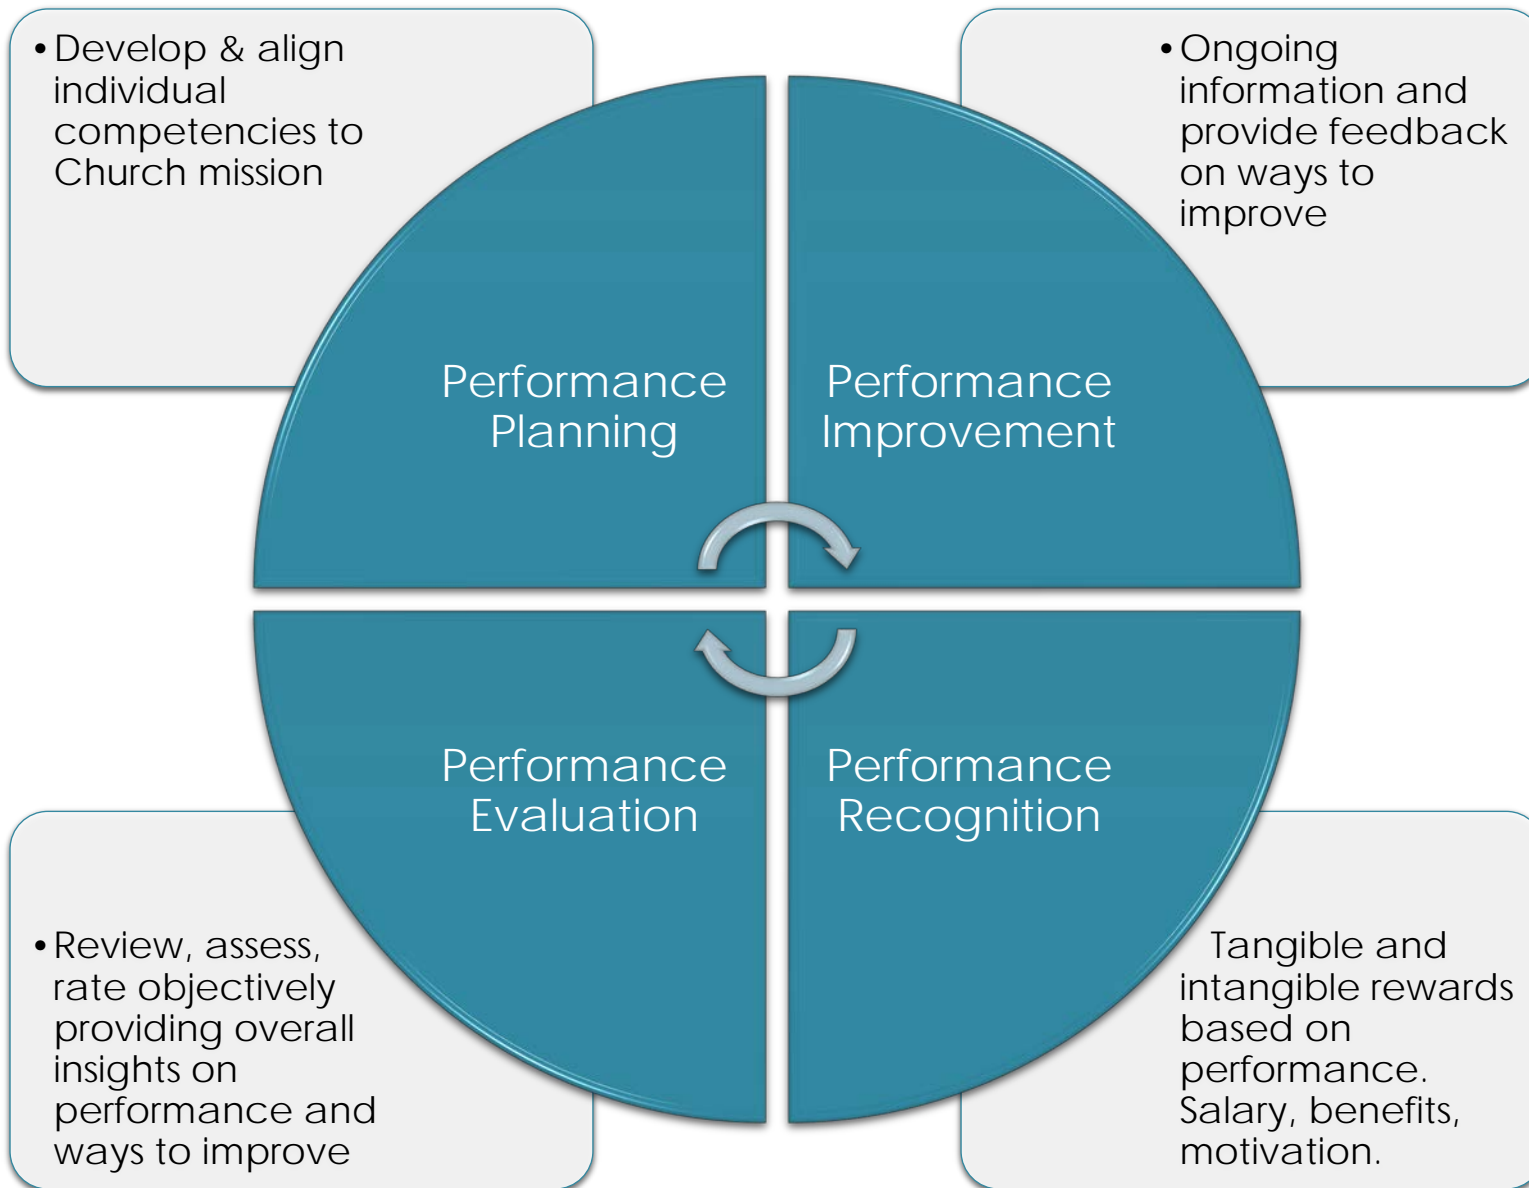 • Develop & align
individual
competencies to
Church mission
• Ongoing
information and
provide feedback
on ways to
improve
Performance
Planning
Performance
Improvement
Performance
Evaluation
Performance
Recognition
• Review, assess,
rate objectively
providing overall
insights on
performance and
ways to improve
Tangible and
intangible rewards
based on
performance.
Salary, benefits,
motivation.